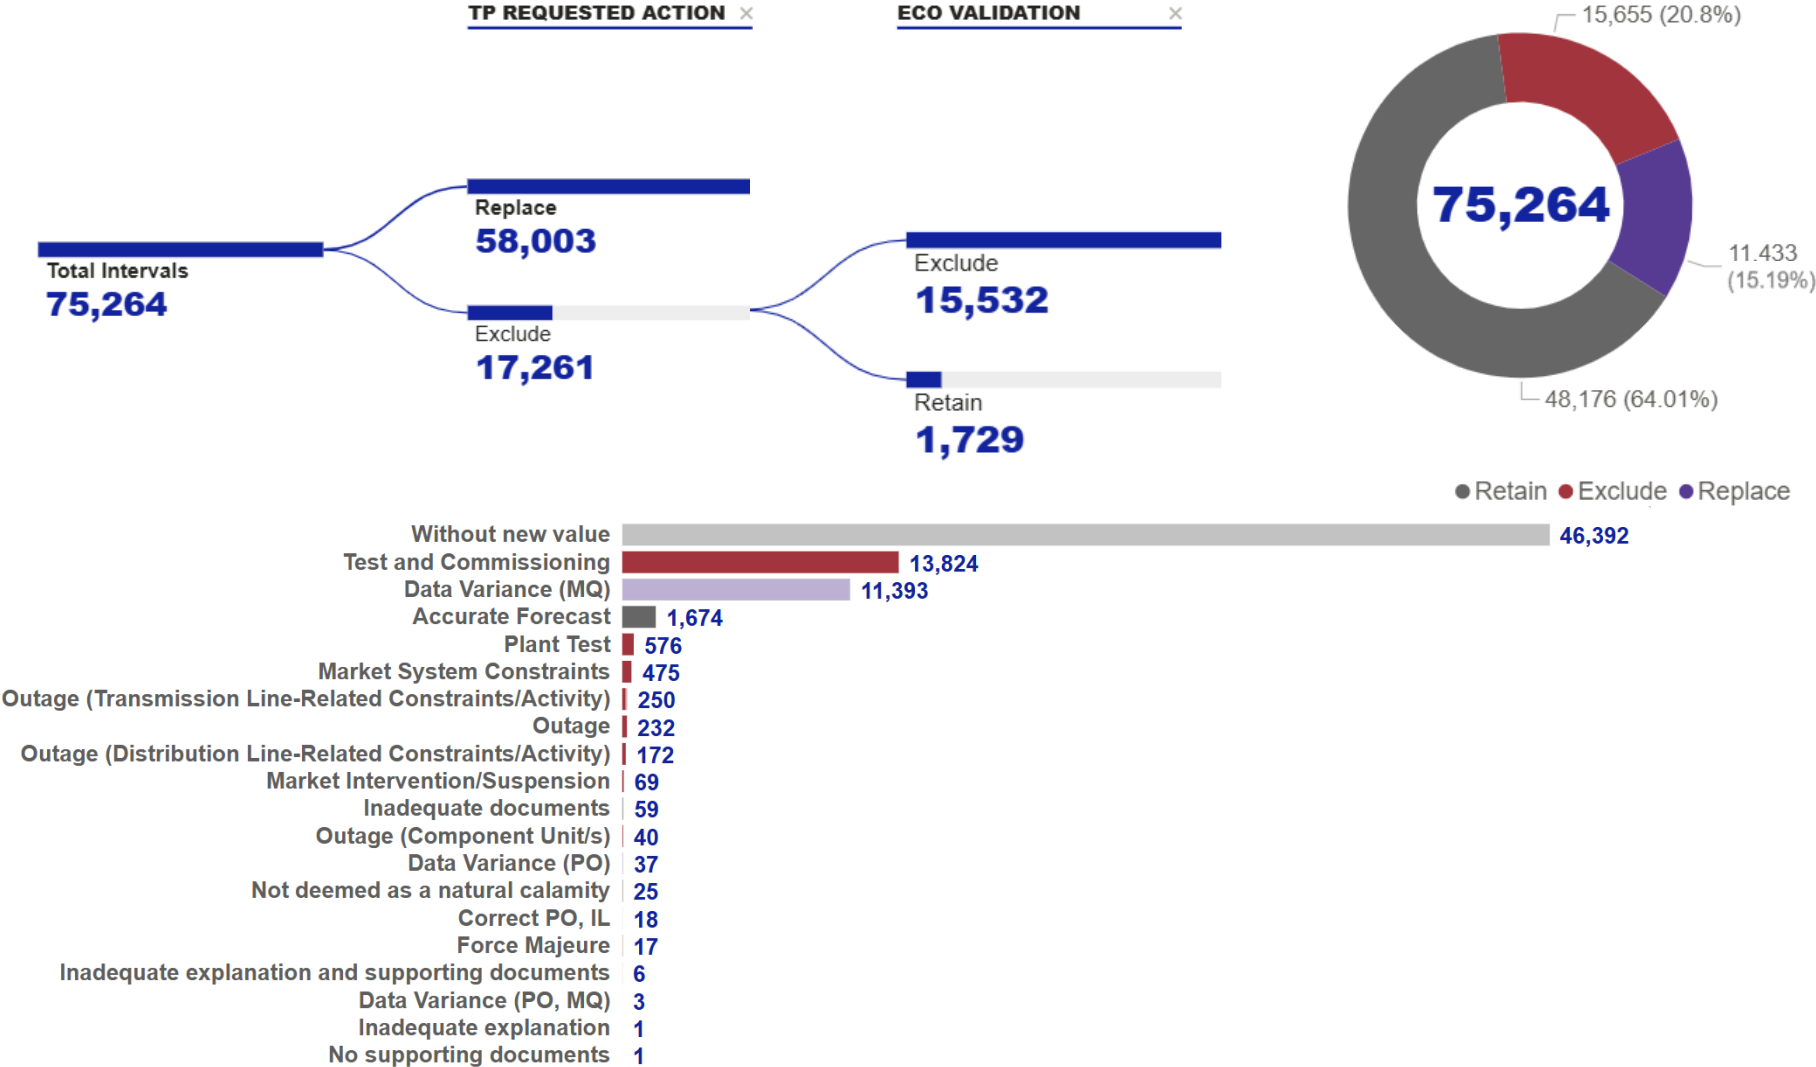 TP REQUESTED ACTION ×
ECO VALIDATION ×
15,655 (20.8%)
Replace
58,003
Total Intervals
75,264
Exclude
17,261
Exclude
15,532
Retain
1,729
75,264
11.433
(15.19%)
48,176 (64.01%)
Retain Exclude Replace
Without new value 46,392
Test and Commissioning 13,824
Data Variance (MQ) 11,393
Accurate Forecast 1,674
Plant Test 576
Market System Constraints 475
Outage (Transmission Line-Related Constraints/Activity) 250
Outage 232
Outage (Distribution Line-Related Constraints/Activity) 172
Market Intervention/Suspension 69
Inadequate documents 59
Outage (Component Unit/s) 40
Data Variance (PO) 37
Not deemed as a natural calamity 25
Correct PO, IL 18
Force Majeure 17
Inadequate explanation and supporting documents 6
Data Variance (PO, MQ) 3
Inadequate explanation 1
No supporting documents 1